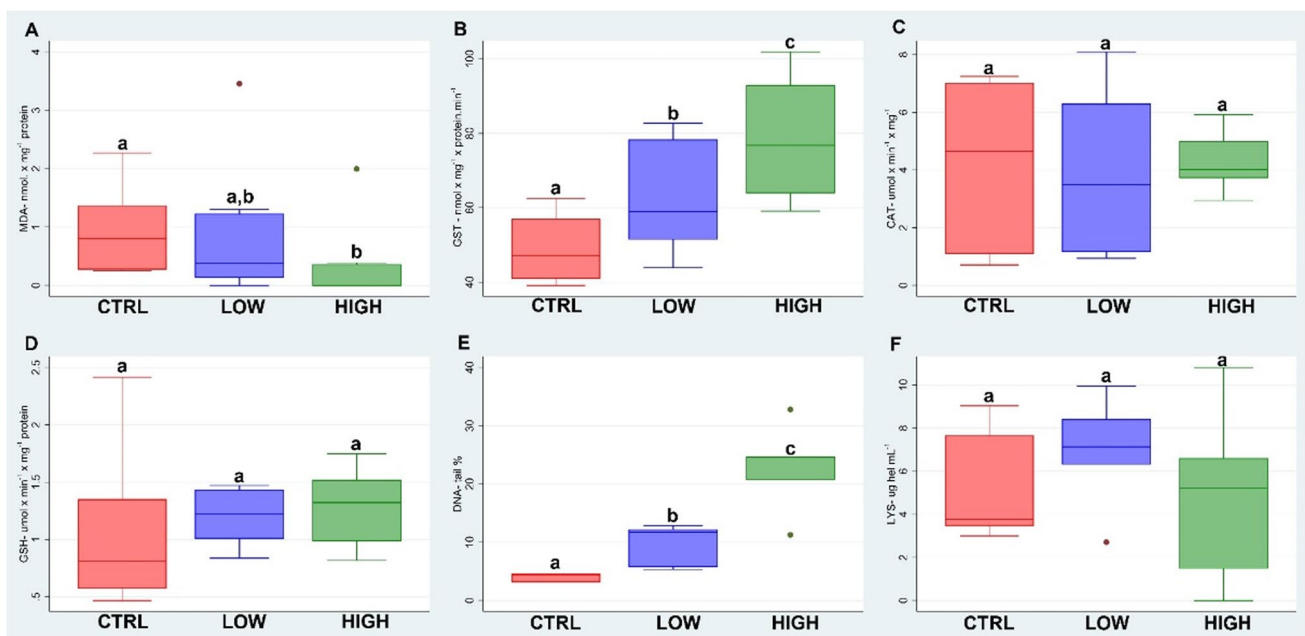 A
MDA- nmol. x mg-1 protein
4
3
2
1
0
a
a,b
b
CTRL LOW HIGH
B
GST - nmol x mg-1 x protein.min-1
100
80
60
40
a
b
c
CTRL LOW HIGH
C
CAT- umol x min-1 x mg-1
8
6
4
2
0
a
a
a
CTRL LOW HIGH
D
GSH- umol x min-1 x mg-1 protein
2.5
2
1.5
1
.5
a
a
a
CTRL LOW HIGH
E
DNA- tail %
40
30
20
10
0
a
b
c
CTRL LOW HIGH
F
LYS- ug hel mL-1
10
8
6
4
2
0
a
a
a
CTRL LOW HIGH